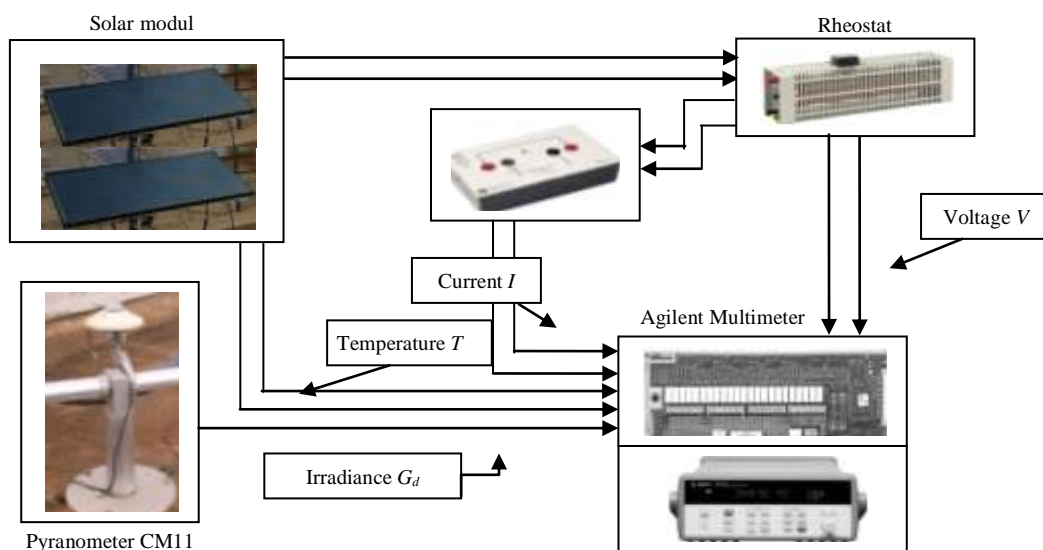 Solar modul
Rheostat
Voltage V
Current I
Agilent Multimeter
Temperature T
Irradiance Gd
Pyranometer CM11